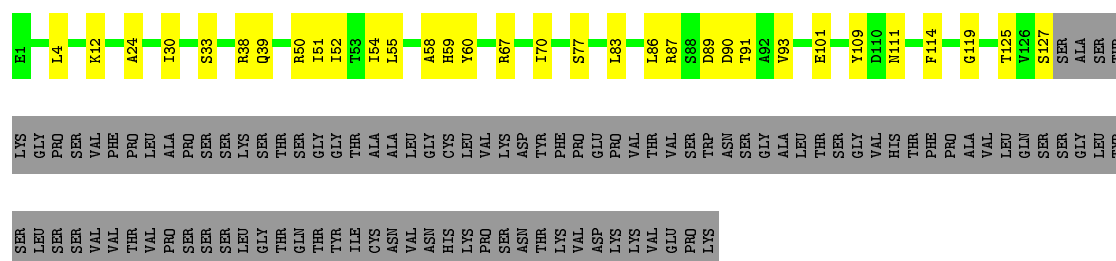 E1 L4 K12 A24 I30 S33 R38 Q39 R50 I51 I52 T53 I54 L55 A58 H59 Y60 R67 I70 S77 L83 L86 R87 S88 D89 D90 T91 A92 V93 E101 Y109 D110 N111 F114 G119 T125 V126 S127 SER ALA SER THR
LYS GLY PRO SER VAL PHE PRO LEU ALA PRO SER SER LYS SER THR SER GLY GLY THR ALA ALA LEU GLY CYS LEU VAL LYS ASP TYR PHE PRO GLU PRO VAL THR VAL SER TRP ASN SER GLY ALA LEU THR SER GLY VAL HIS THR PHE PRO ALA VAL LEU GLN SER SER GLY LEU TYR
SER LEU SER SER VAL VAL THR VAL PRO SER SER SER LEU GLY THR GLN THR TYR ILE CYS ASN VAL ASN HIS LYS PRO SER ASN THR LYS VAL ASP LYS LYS VAL GLU PRO LYS